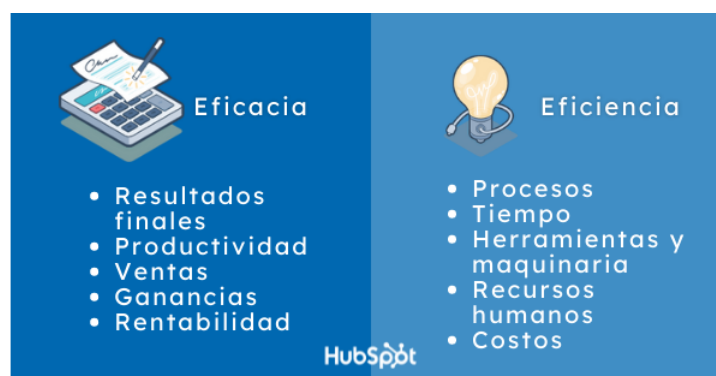 Eficacia
• Resultados
finales
• Productividad
• Ventas
• Ganancias
• Rentabilidad
Eficiencia
• Procesos
• Tiempo
• Herramientas y
maquinaria
• Recursos
humanos
• Costos
HubSpot